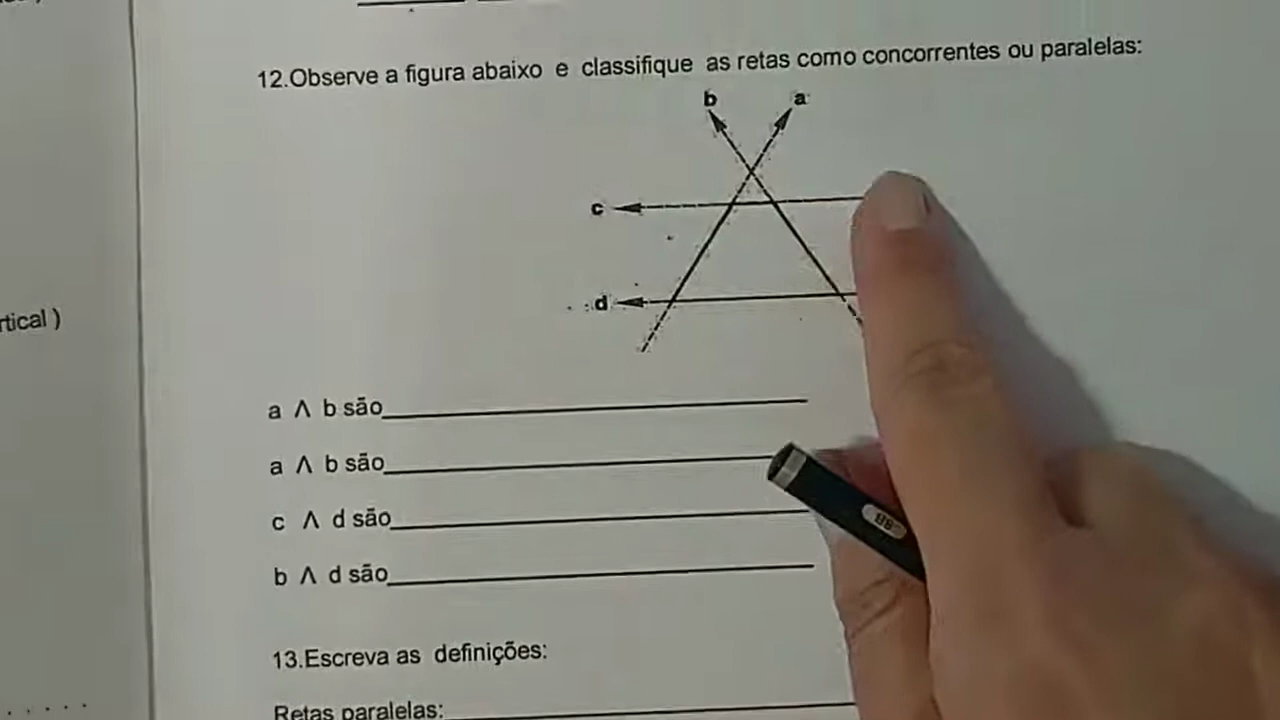 12.Observe a figura abaixo e classifique as retas como concorrentes ou paralelas:
b a
c
d
rtical )
a Λ b são
a Λ b são
c Λ d são
b Λ d são
13.Escreva as definições:
Retas paralelas: